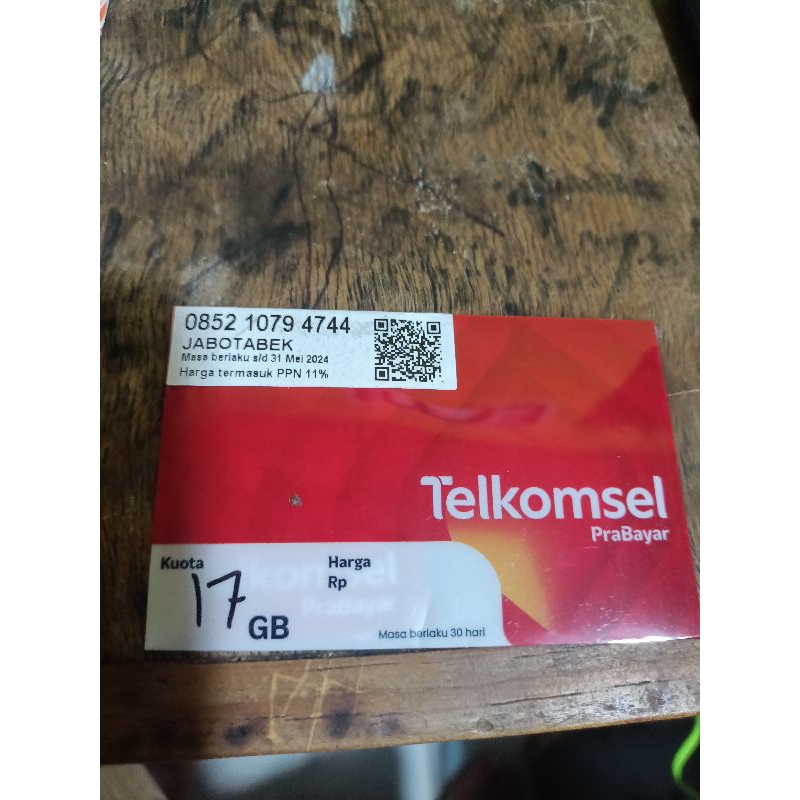 0852 1079 4744
JABOTABEK
Masa berlaku s/d 31 Mei 2024
Harga termasuk PPN 11%
Telkomsel
PraBayar
Kuota
17 GB
Harga
Rp
Masa berlaku 30 hari